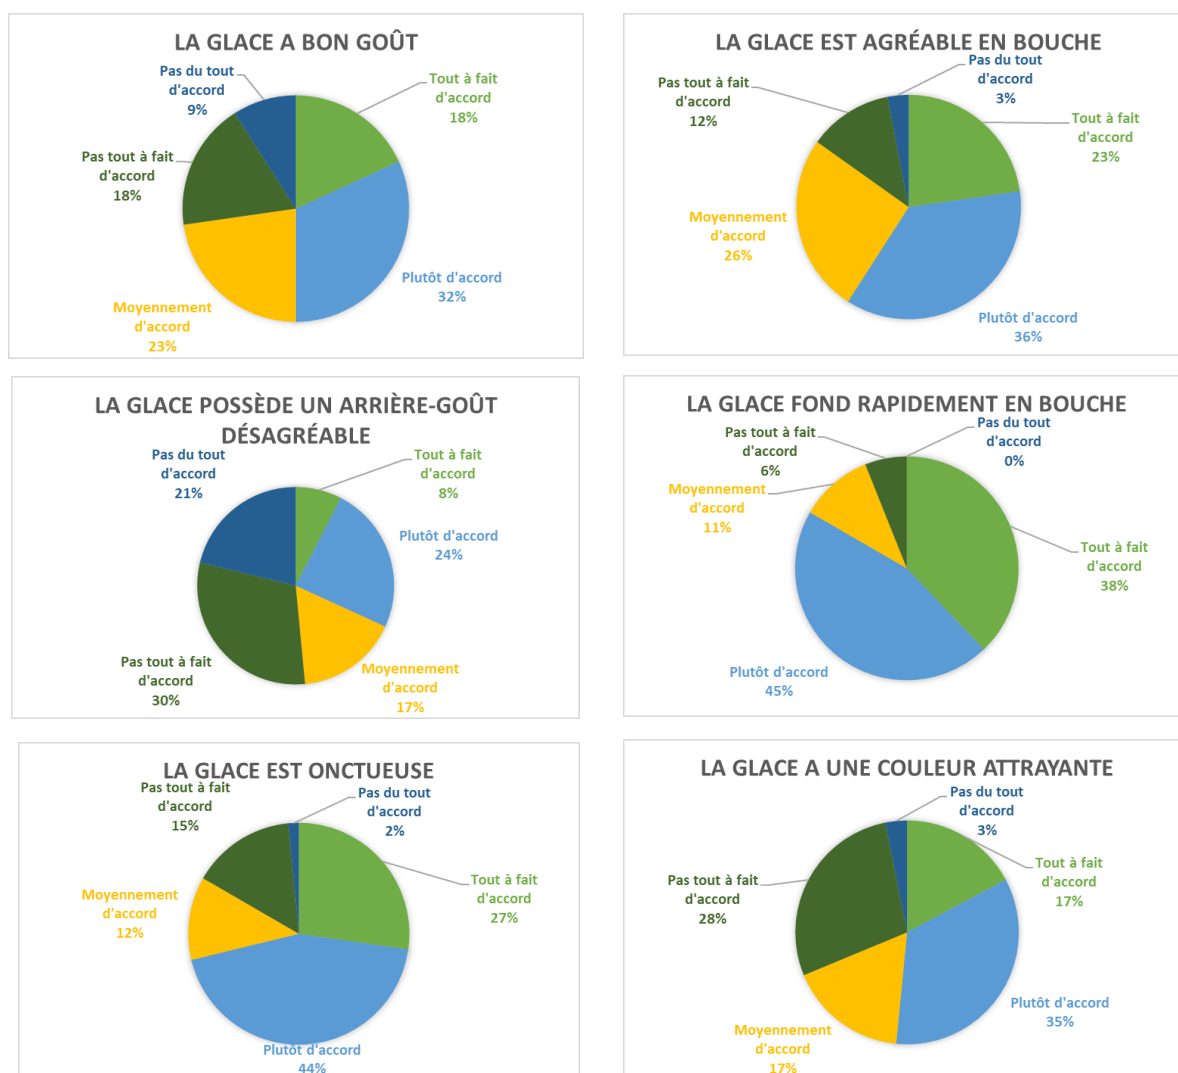 LA GLACE A BON GOÛT
Pas du tout
d'accord
9%
Tout à fait
d'accord
18%
Pas tout à fait
d'accord
18%
Plutôt d'accord
32%
Moyennement
d'accord
23%
LA GLACE EST AGRÉABLE EN BOUCHE
Pas du tout
d'accord
3%
Pas tout à fait
d'accord
12%
Tout à fait
d'accord
23%
Moyennement
d'accord
26%
Plutôt d'accord
36%
LA GLACE POSSÈDE UN ARRIÈRE-GOÛT
DÉSAGRÉABLE
Pas du tout
d'accord
21%
Tout à fait
d'accord
8%
Plutôt d'accord
24%
Pas tout à fait
d'accord
30%
Moyennement
d'accord
17%
LA GLACE FOND RAPIDEMENT EN BOUCHE
Pas du tout
d'accord
0%
Pas tout à fait
d'accord
6%
Moyennement
d'accord
11%
Tout à fait
d'accord
38%
Plutôt d'accord
45%
LA GLACE EST ONCTUEUSE
Pas tout à fait
d'accord
15%
Pas du tout
d'accord
2%
Tout à fait
d'accord
27%
Moyennement
d'accord
12%
Plutôt d'accord
44%
LA GLACE A UNE COULEUR ATTRAYANTE
Pas du tout
d'accord
3%
Tout à fait
d'accord
17%
Pas tout à fait
d'accord
28%
Plutôt d'accord
35%
Moyennement
d'accord
17%